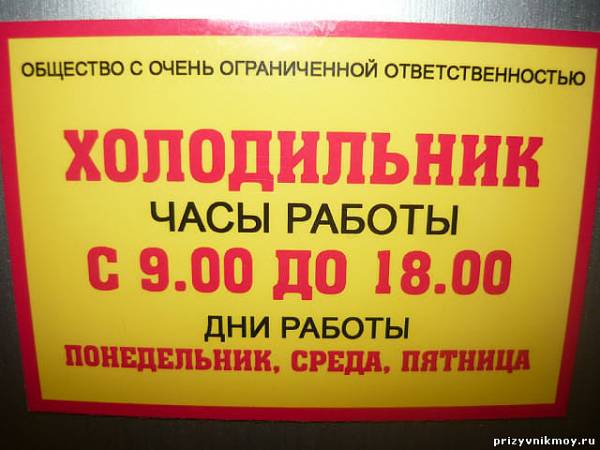 ОБЩЕСТВО С ОЧЕНЬ ОГРАНИЧЕННОЙ ОТВЕТСТВЕННОСТЬЮ
ХОЛОДИЛЬНИК
ЧАСЫ РАБОТЫ
С 9.00 ДО 18.00
ДНИ РАБОТЫ
ПОНЕДЕЛЬНИК, СРЕДА, ПЯТНИЦА
prizyvnikmoy.ru